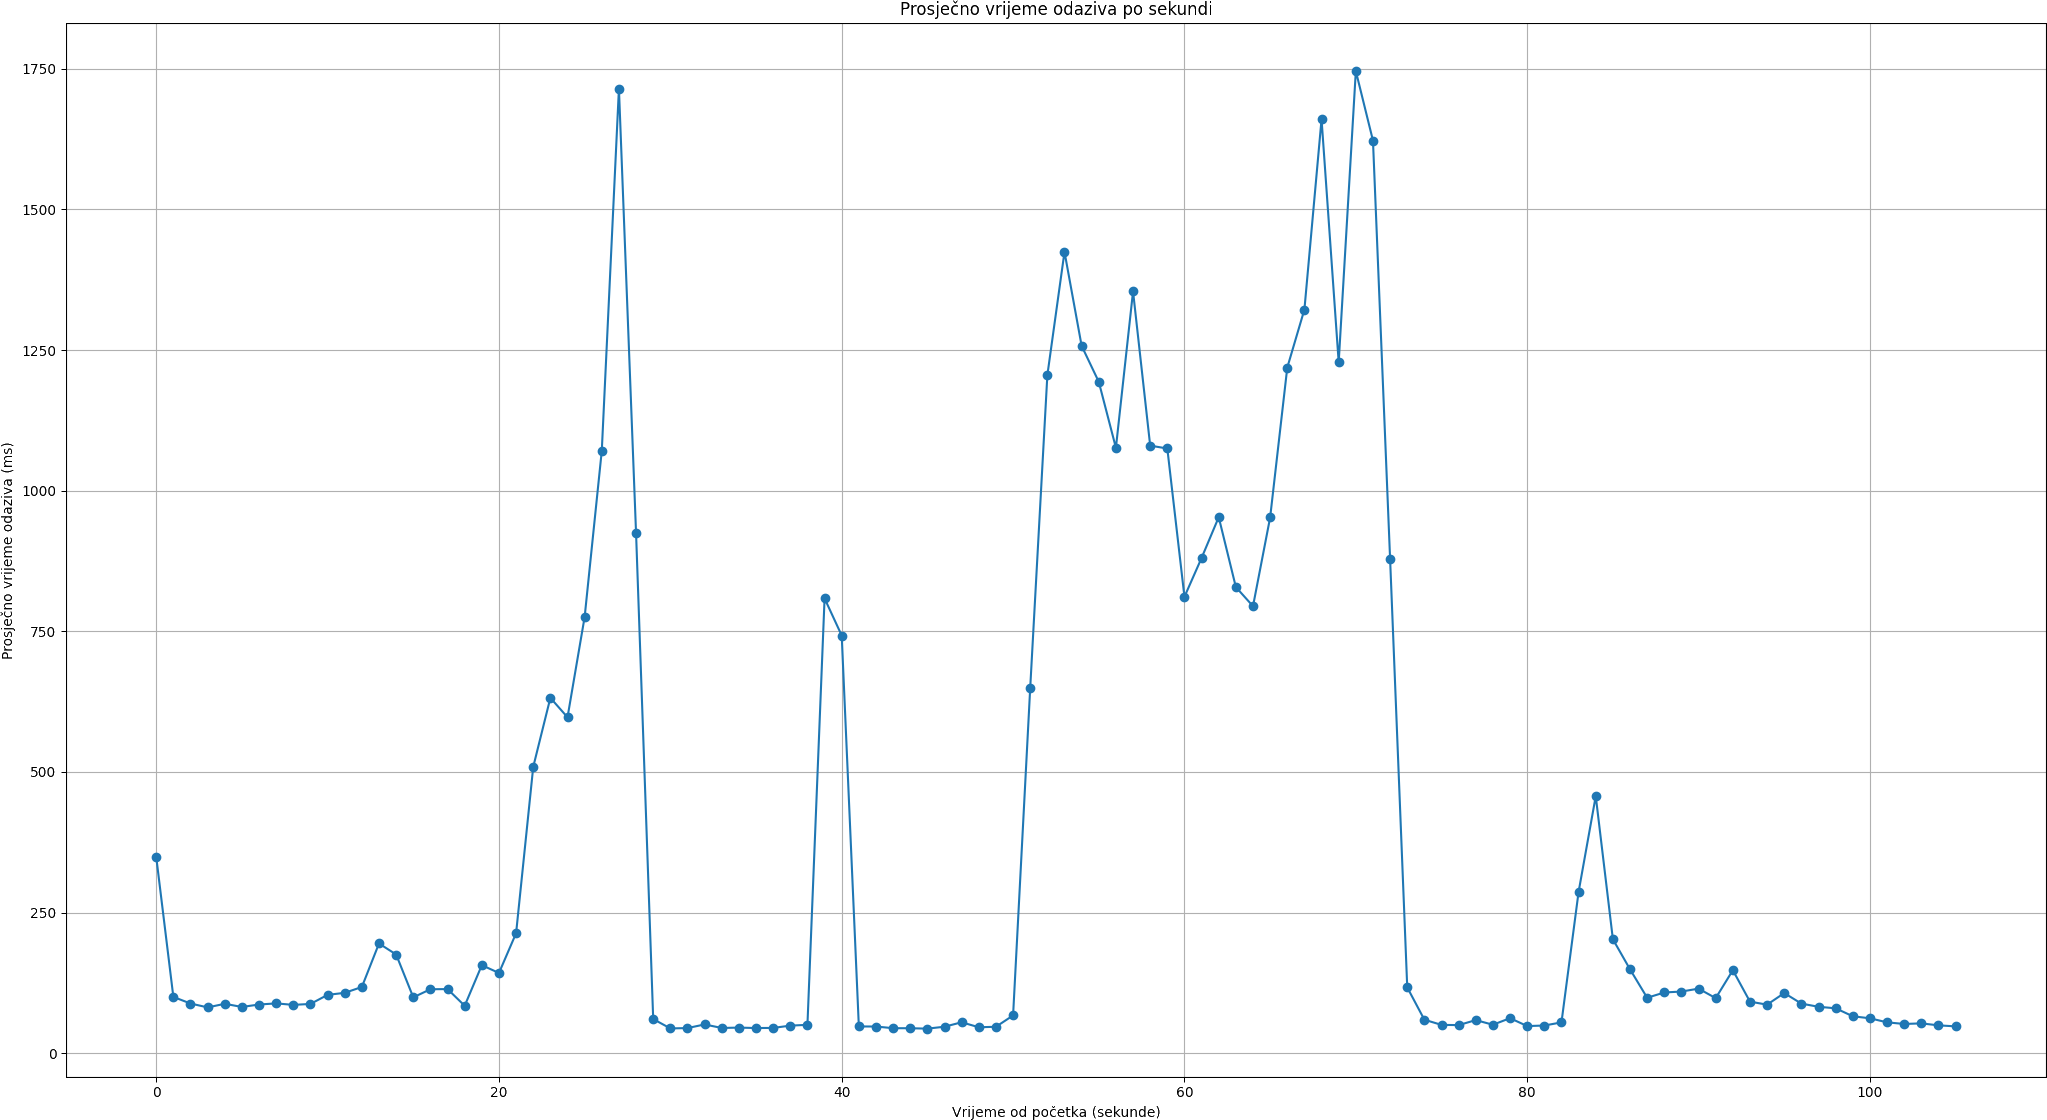 Prosječno vrijeme odaziva po sekundi
Prosječno vrijeme odaziva (ms)
1750
1500
1250
1000
750
500
250
0
0 20 40 60 80 100
Vrijeme od početka (sekunde)